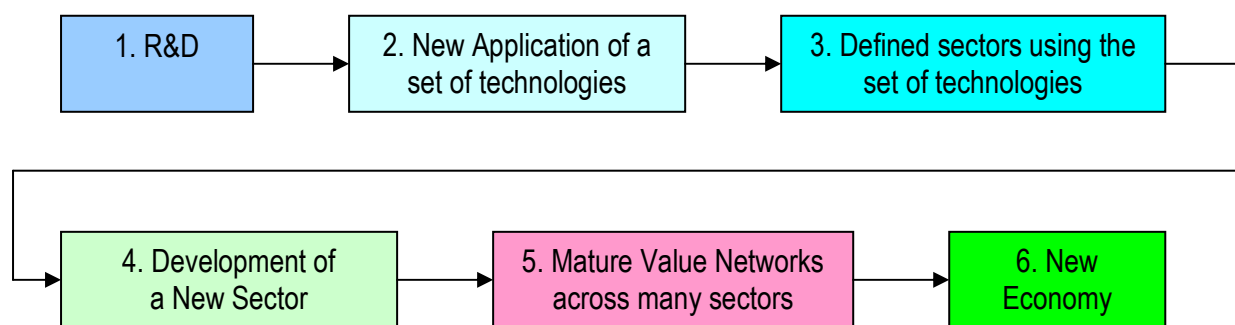 1. R&D
2. New Application of a
set of technologies
3. Defined sectors using the
set of technologies
4. Development of
a New Sector
5. Mature Value Networks
across many sectors
6. New
Economy